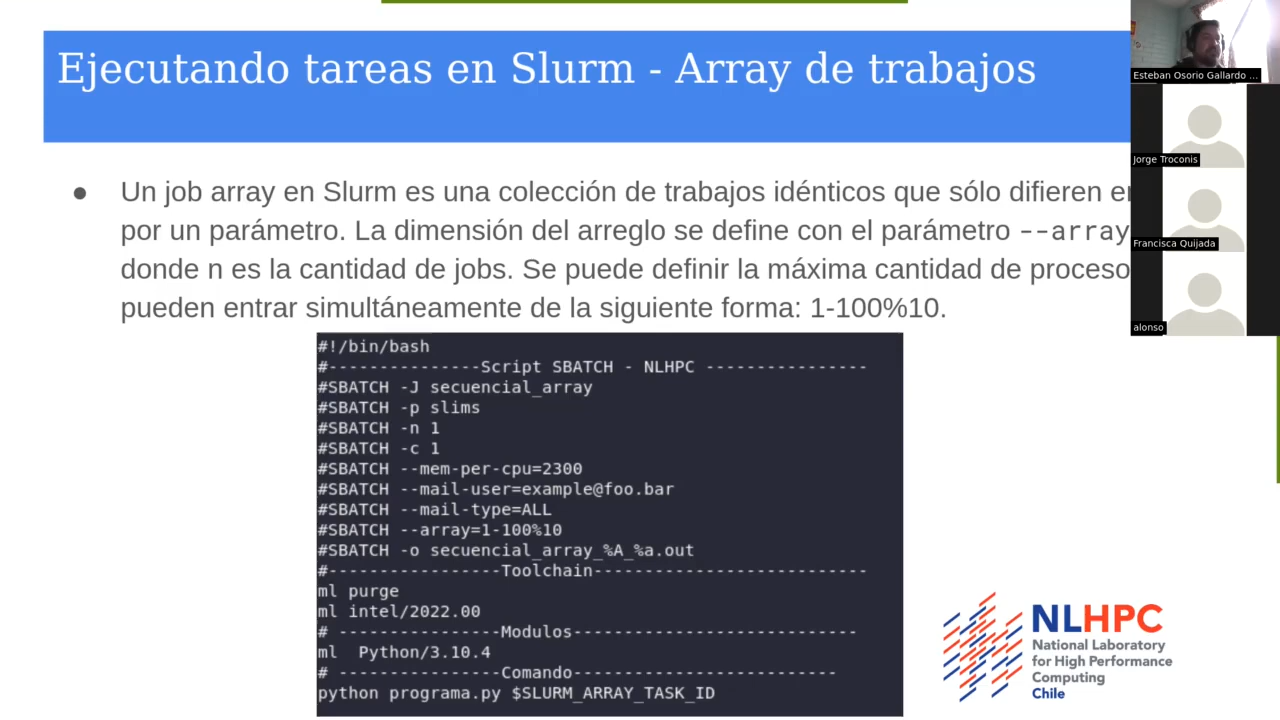 Ejecutando tareas en Slurm - Array de trabajos
● Un job array en Slurm es una colección de trabajos idénticos que sólo difieren
por un parámetro. La dimensión del arreglo se define con el parámetro --array
donde n es la cantidad de jobs. Se puede definir la máxima cantidad de
pueden entrar simultáneamente de la siguiente forma: 1-100%10.
#!/bin/bash
#---------------Script SBATCH - NLHPC ----------------
#SBATCH -J secuencial_array
#SBATCH -p slims
#SBATCH -n 1
#SBATCH -c 1
#SBATCH --mem-per-cpu=2300
#SBATCH --mail-user=example@foo.bar
#SBATCH --mail-type=ALL
#SBATCH --array=1-100%10
#SBATCH -o secuencial_array_%A_%a.out
#-----------------Toolchain---------------------------
ml purge
ml intel/2022.00
# ----------------Modulos----------------------------
ml  Python/3.10.4
# ----------------Comando--------------------------
python programa.py $SLURM_ARRAY_TASK_ID
Esteban Osorio Gallardo ...
Jorge Troconis
Francisca Quijada
alonso
NLHPC
National Laboratory
for High Performance
Computing
Chile